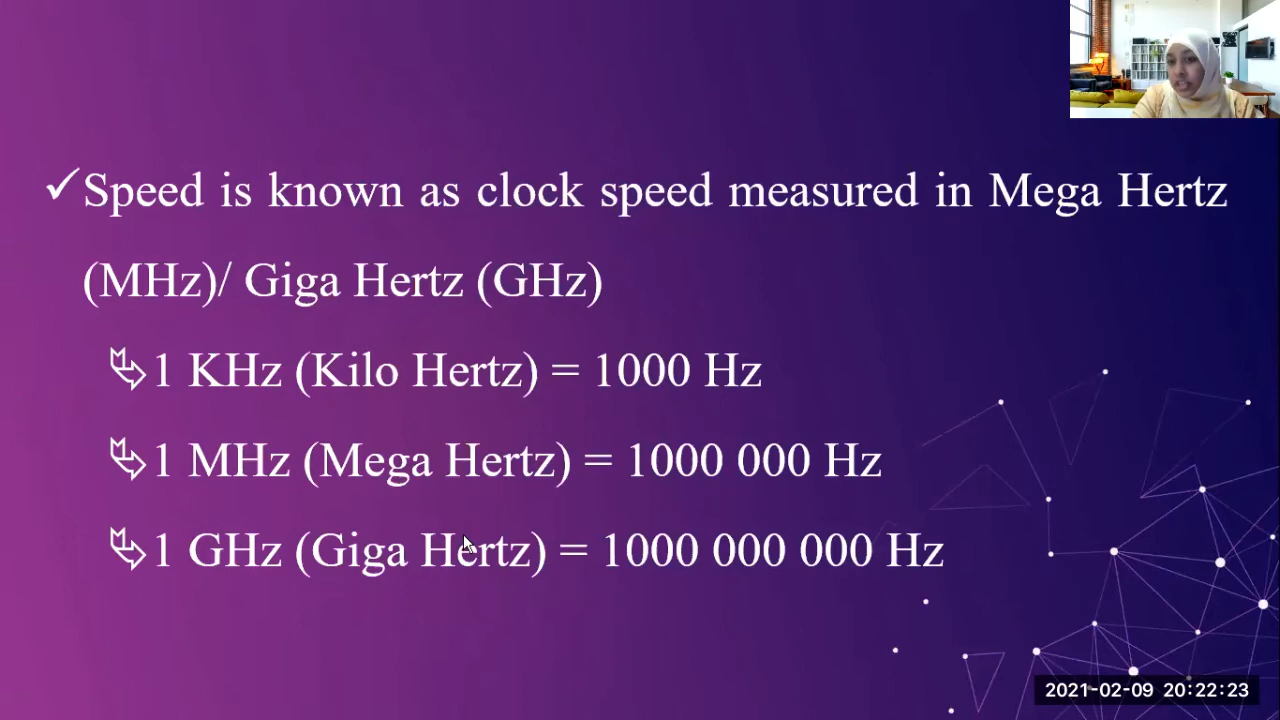 ✓Speed is known as clock speed measured in Mega Hertz
(MHz)/ Giga Hertz (GHz)
1 KHz (Kilo Hertz) = 1000 Hz
1 MHz (Mega Hertz) = 1000 000 Hz
1 GHz (Giga Hertz) = 1000 000 000 Hz
2021-02-09 20:22:23